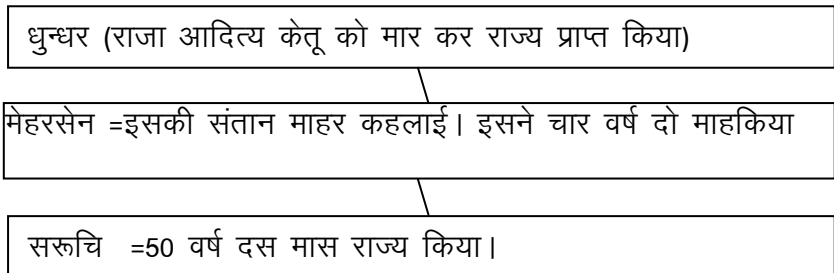 धुन्धर (राजा आदित्य केतू को मार कर राज्य प्राप्त किया)
मेहरसेन =इसकी संतान माहर कहलाई। इसने चार वर्ष दो माहकिया
सरूचि =50 वर्ष दस मास राज्य किया।